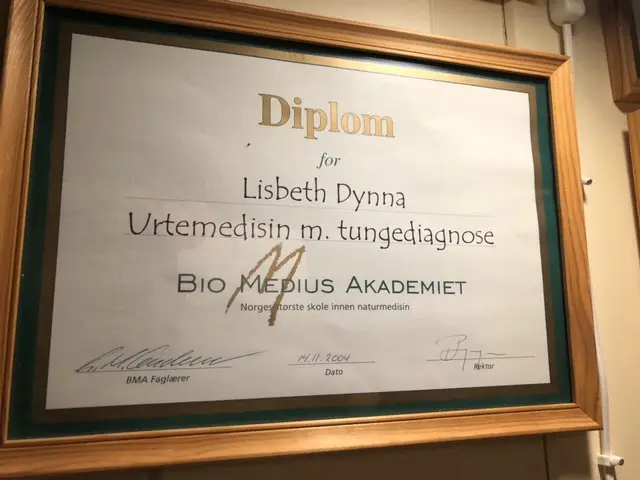 Diplom
for
Lisbeth Dynna
Urtemedisin m. tungediagnose
BIO MEDIUS AKADEMIET
Norges største skole innen naturmedisin
14.11.2004
BMA Faglærer
Dato
Rektor